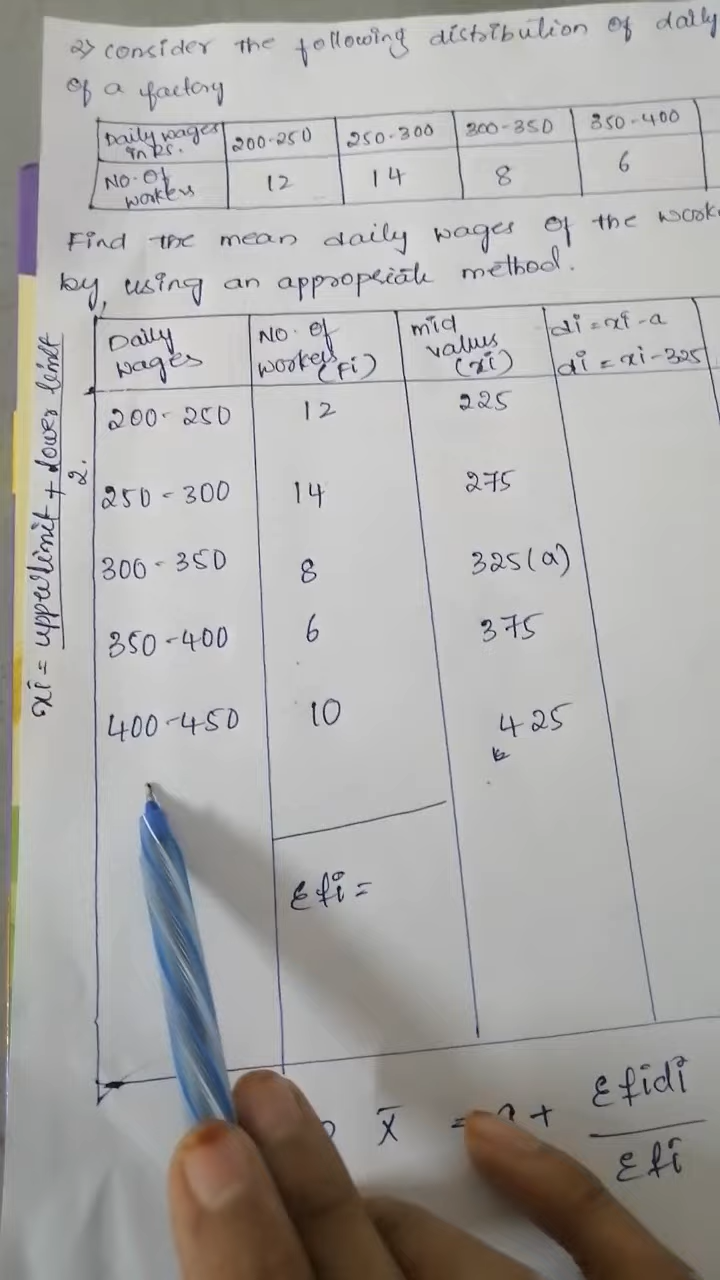 2) consider the following distribution of daily
of a factory
Daily wages in Rs. 200-250 250-300 300-350 350-400
No. of workers 12 14 8 6
Find the mean daily wages of the
by using an appropriate method.
Daily wages No. of workers (fi) mid values (xi) di = xi - a
di = xi - 325
200 - 250 12 225
250 - 300 14 275
300 - 350 8 325(a)
350 - 400 6 375
400 - 450 10 425
Σfi =
x̄ = a + Σfidi
Σfi
xi = upper limit + lower limit
2.